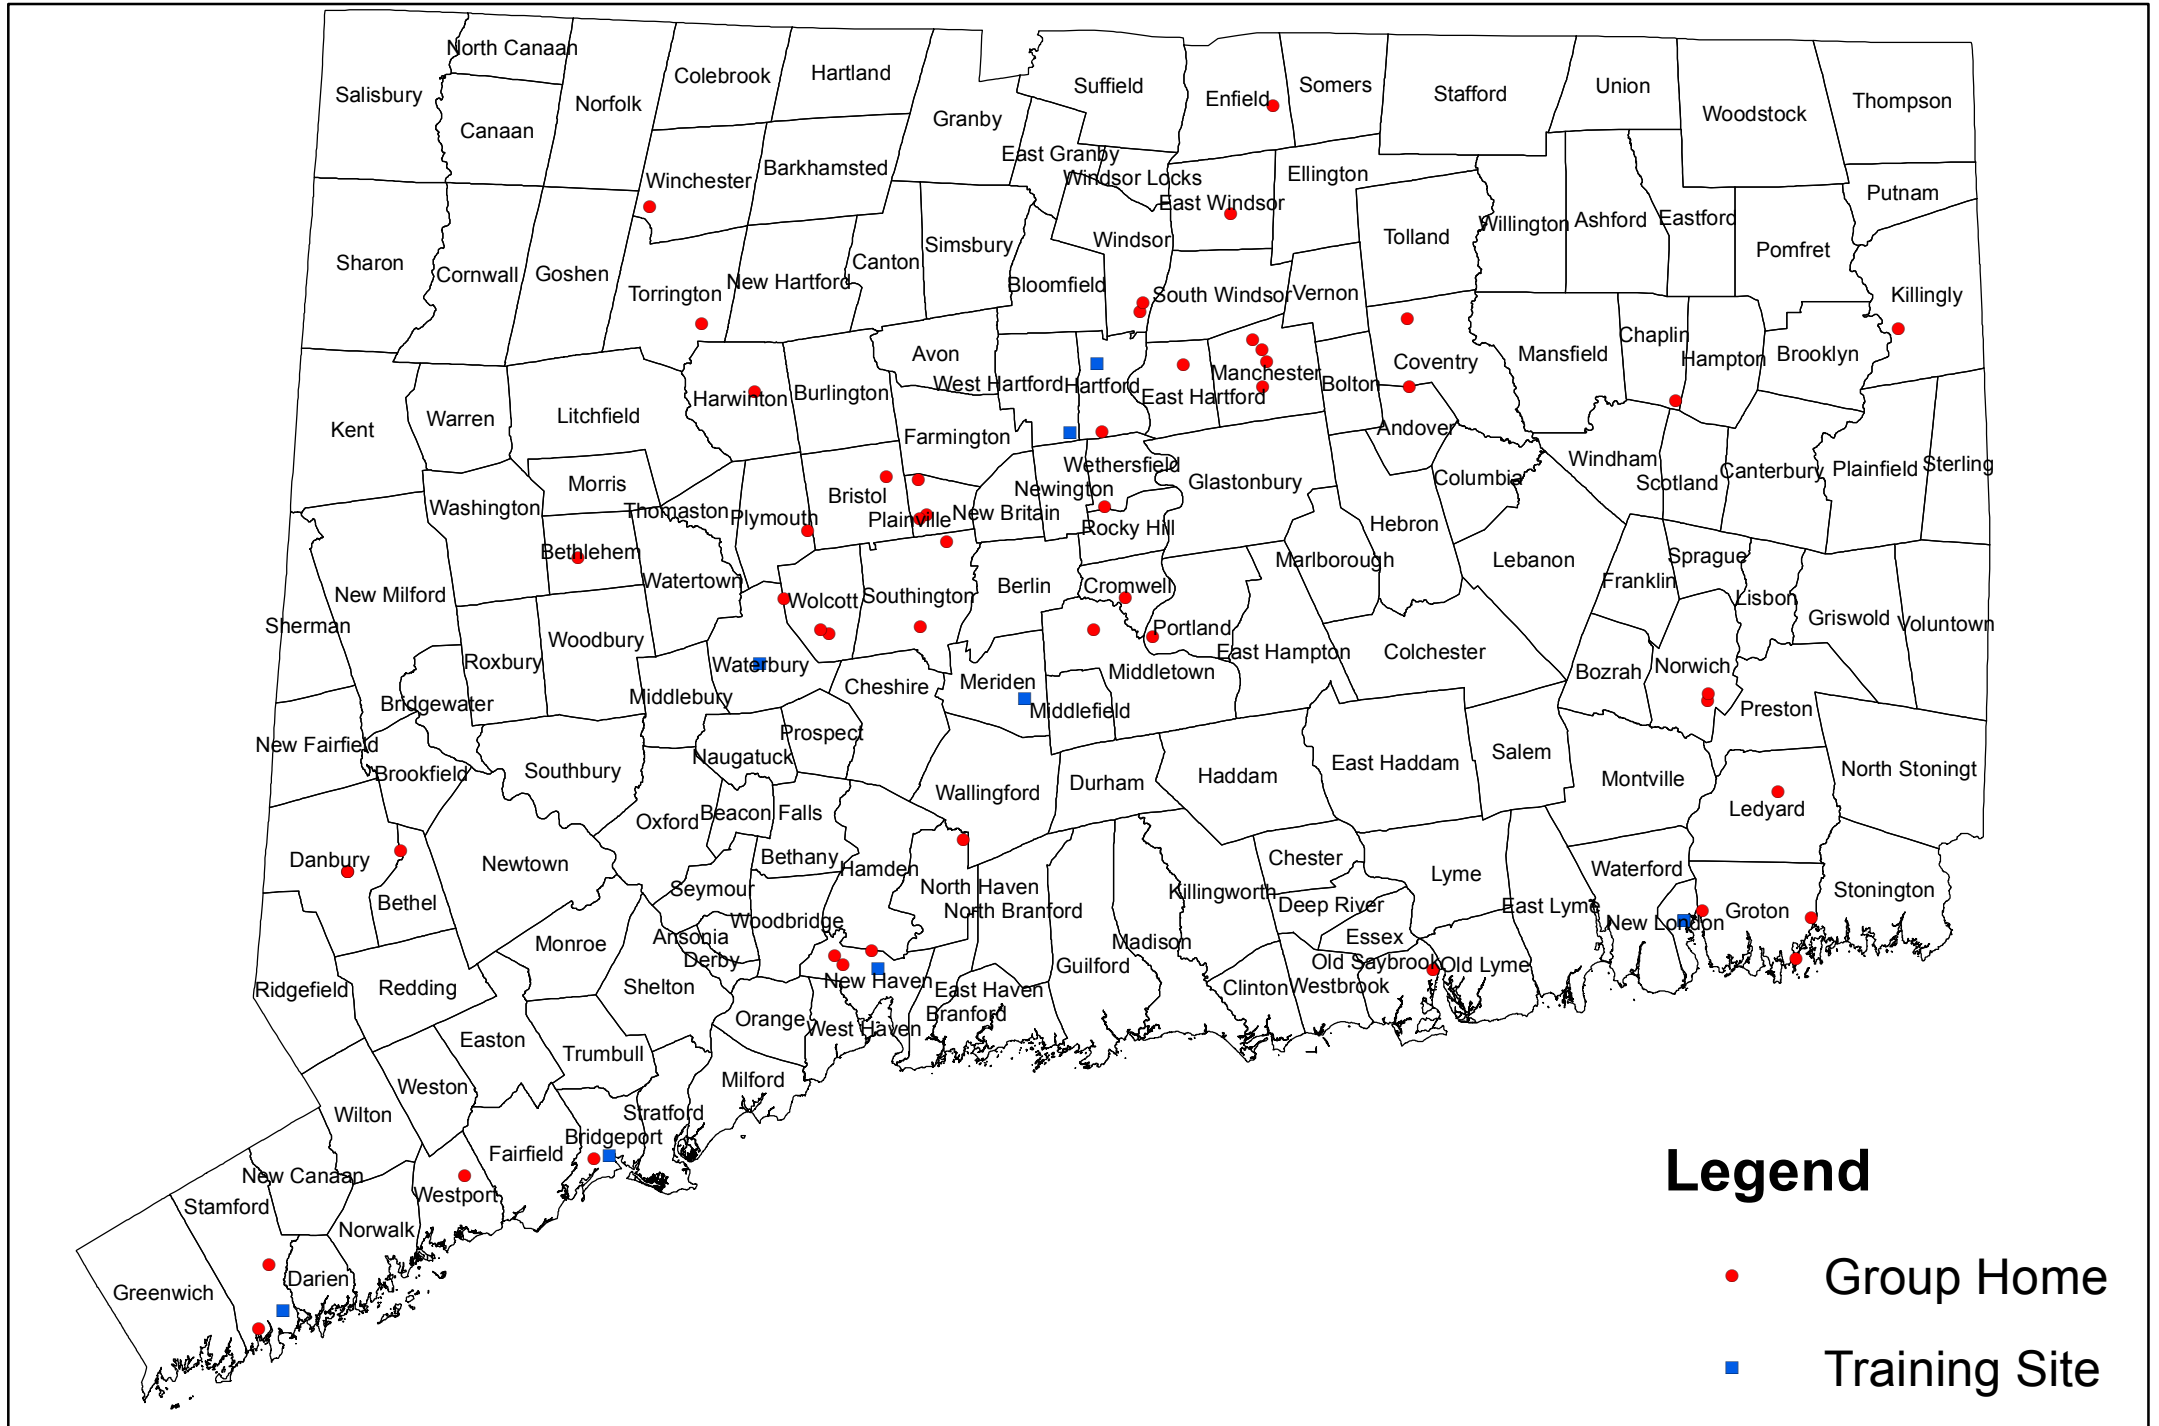 North Canaan
Colebrook
Hartland
Salisbury
Canaan
Norfolk
Granby
Suffield
Enfield
Somers
Stafford
Union
Woodstock
Thompson
East Granby
Windsor Locks
Winchester
Barkhamsted
East Windsor
Ellington
Putnam
Sharon
Cornwall
Goshen
Torrington
New Hartford
Canton
Simsbury
Bloomfield
Windsor
South Windsor
Vernon
Tolland
Willington
Ashford
Eastford
Pomfret
Killingly
Avon
West Hartford
Hartford
East Hartford
Manchester
Bolton
Coventry
Mansfield
Chaplin
Hampton
Brooklyn
Kent
Warren
Litchfield
Harwinton
Burlington
Farmington
Andover
Washington
Morris
Thomaston
Plymouth
Bristol
Plainville
New Britain
Newington
Wethersfield
Rocky Hill
Glastonbury
Hebron
Columbia
Windham
Scotland
Canterbury
Plainfield
Sterling
Bethlehem
Watertown
New Milford
Sherman
Woodbury
Roxbury
Wolcott
Southington
Berlin
Cromwell
Portland
Marlborough
Lebanon
Franklin
Sprague
Lisbon
Griswold
Voluntown
Bridgewater
Middlebury
Waterbury
Cheshire
Meriden
Middlefield
Middletown
East Hampton
Colchester
Bozrah
Norwich
Preston
New Fairfield
Brookfield
Southbury
Naugatuck
Prospect
Wallingford
Durham
Haddam
East Haddam
Salem
Montville
Ledyard
North Stoningt
Oxford
Beacon Falls
Danbury
Bethel
Newtown
Seymour
Bethany
Hamden
North Haven
North Branford
Killingworth
Chester
Deep River
Essex
Lyme
East Lyme
Waterford
New London
Groton
Stonington
Monroe
Ansonia
Derby
Woodbridge
New Haven
East Haven
Branford
Guilford
Madison
Clinton
Westbrook
Old Saybrook
Old Lyme
Ridgefield
Redding
Shelton
Orange
West Haven
Easton
Trumbull
Milford
Weston
Wilton
Stratford
Bridgeport
Fairfield
New Canaan
Stamford
Norwalk
Westport
Greenwich
Darien
Legend
Group Home
Training Site